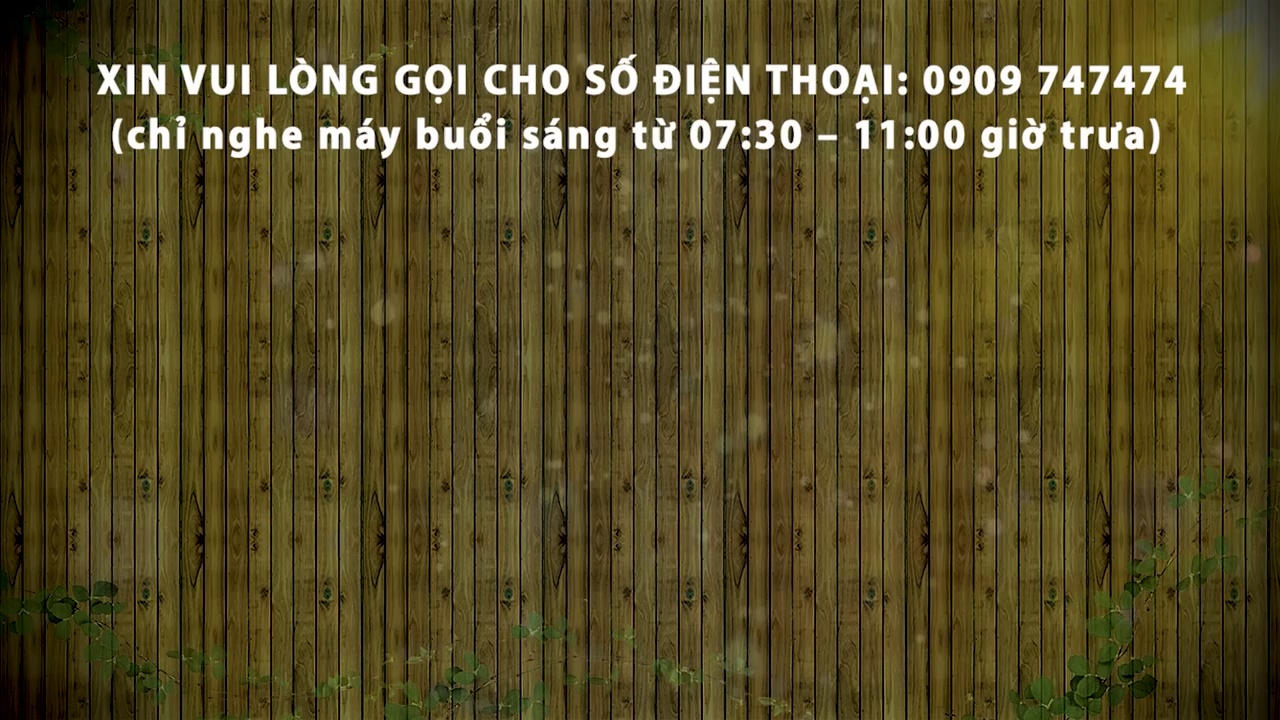 XIN VUI LÒNG GỌI CHO SỐ ĐIỆN THOẠI: 0909 747474
(chỉ nghe máy buổi sáng từ 07:30 – 11:00 giờ trưa)